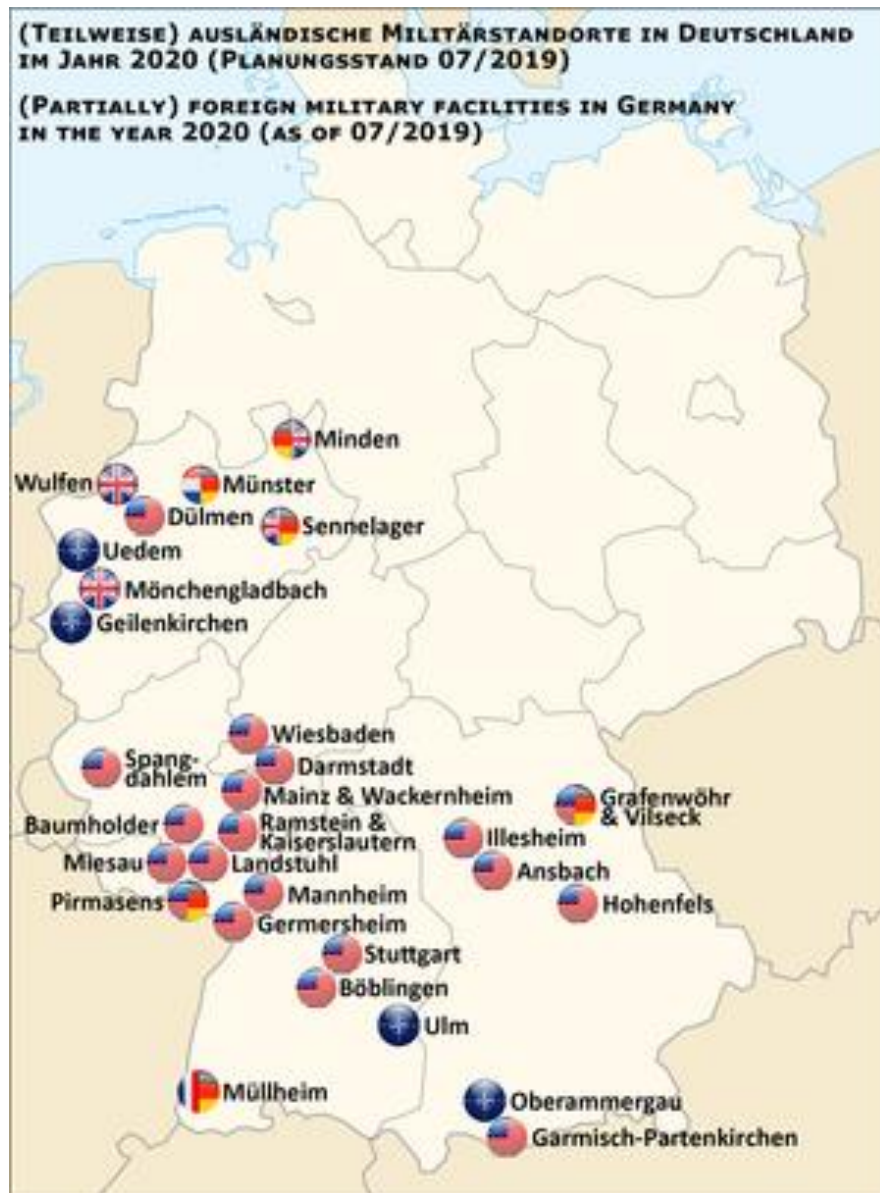 (Teilweise) ausländische Militärstandorte in Deutschland
im Jahr 2020 (Planungsstand 07/2019)
(Partially) foreign military facilities in Germany
in the year 2020 (as of 07/2019)
Minden
Wulfen
Münster
Dülmen
Sennelager
Uedem
Mönchengladbach
Geilenkirchen
Wiesbaden
Spang-
dahlem
Darmstadt
Mainz & Wackernheim
Grafenwöhr
& Vilseck
Baumholder
Ramstein &
Kaiserslautern
Illesheim
Miesau
Landstuhl
Ansbach
Pirmasens
Mannheim
Hohenfels
Germersheim
Stuttgart
Böblingen
Ulm
Müllheim
Oberammergau
Garmisch-Partenkirchen